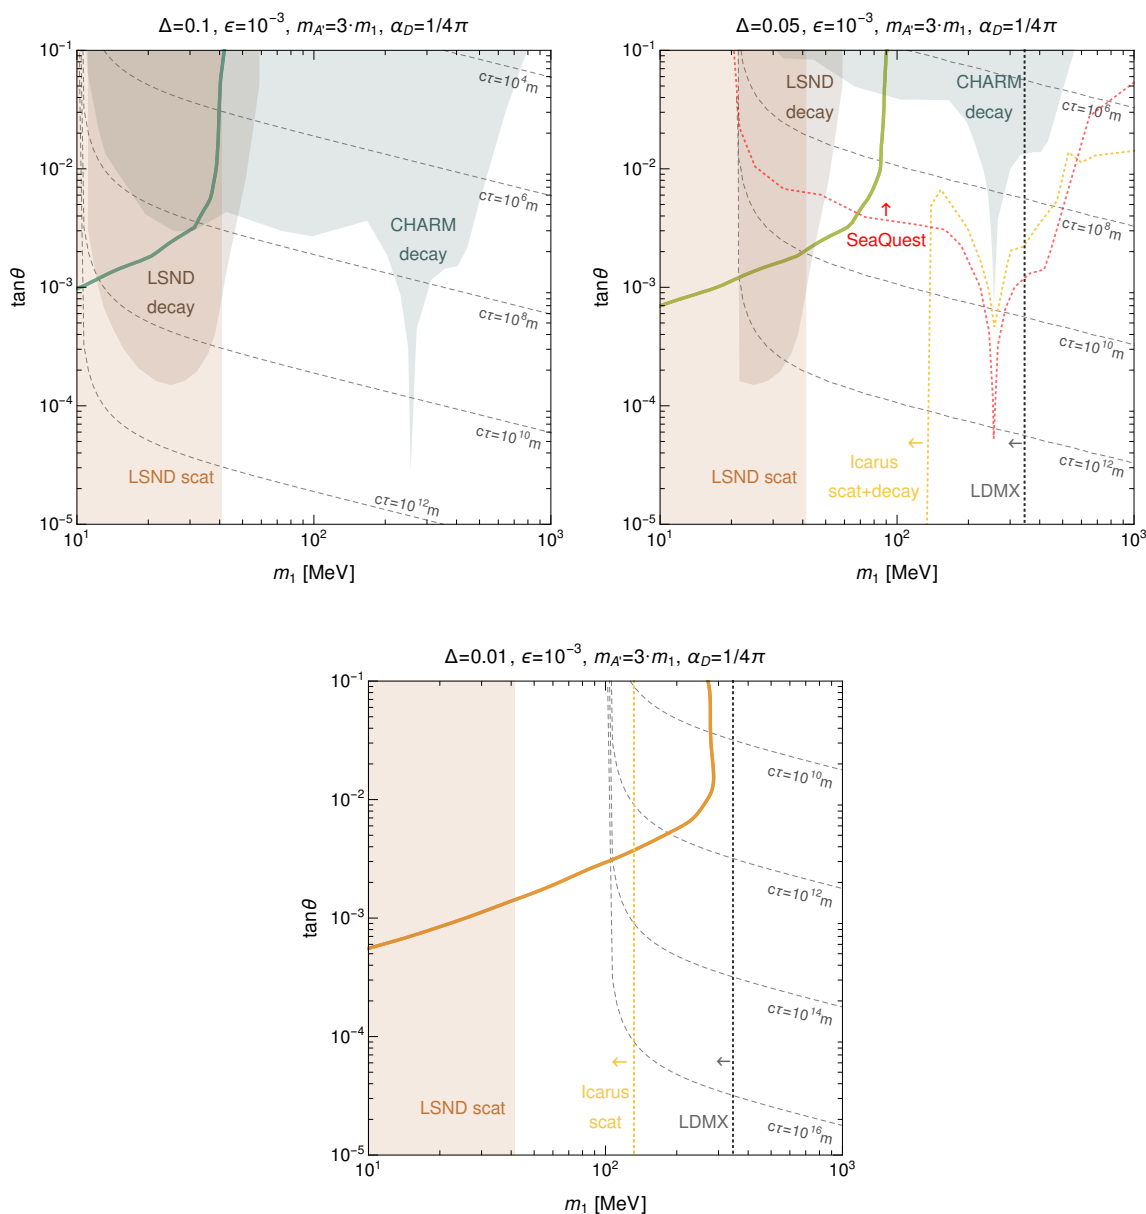 Δ=0.1, ϵ=10⁻³, m_A'=3·m₁, α_D=1/4π
10⁻¹
10⁻²
10⁻³
10⁻⁴
10⁻⁵
tanθ
cτ=10⁴m
cτ=10⁶m
CHARM
decay
LSND
decay
cτ=10⁸m
cτ=10¹⁰m
LSND scat
cτ=10¹²m
10¹
10²
10³
m₁ [MeV]
Δ=0.05, ϵ=10⁻³, m_A'=3·m₁, α_D=1/4π
10⁻¹
10⁻²
10⁻³
10⁻⁴
10⁻⁵
tanθ
LSND
decay
CHARM
decay
cτ=10⁶m
↑
SeaQuest
cτ=10⁸m
cτ=10¹⁰m
←
←
Icarus
scat+decay
LSND scat
LDMX
cτ=10¹²m
10¹
10²
10³
m₁ [MeV]
Δ=0.01, ϵ=10⁻³, m_A'=3·m₁, α_D=1/4π
10⁻¹
10⁻²
10⁻³
10⁻⁴
10⁻⁵
tanθ
cτ=10¹⁰m
cτ=10¹²m
cτ=10¹⁴m
←
←
LSND scat
Icarus
scat
LDMX
cτ=10¹⁶m
10¹
10²
10³
m₁ [MeV]